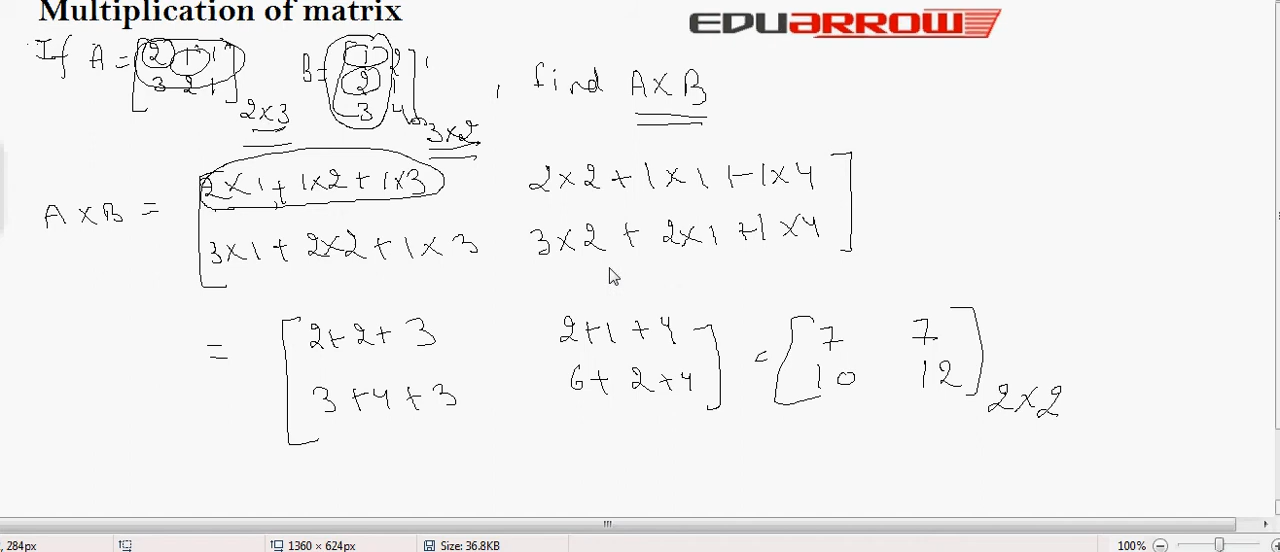 Multiplication of matrix
EDUARROW
If A = [2 1 1 B = [1 2
3 2 1] 2x3 2 1 , find A x B
3 4] 3x2
2x1 + 1x2 + 1x3 2x2 + 1x1 + 1x4
A x B =
3x1 + 2x2 + 1x3 3x2 + 2x1 + 1x4
2+2+3 2+1+4 7 7
= =
3+4+3 6+2+4 10 12
2x2
, 284px 1360 × 624px Size: 36.8KB 100%